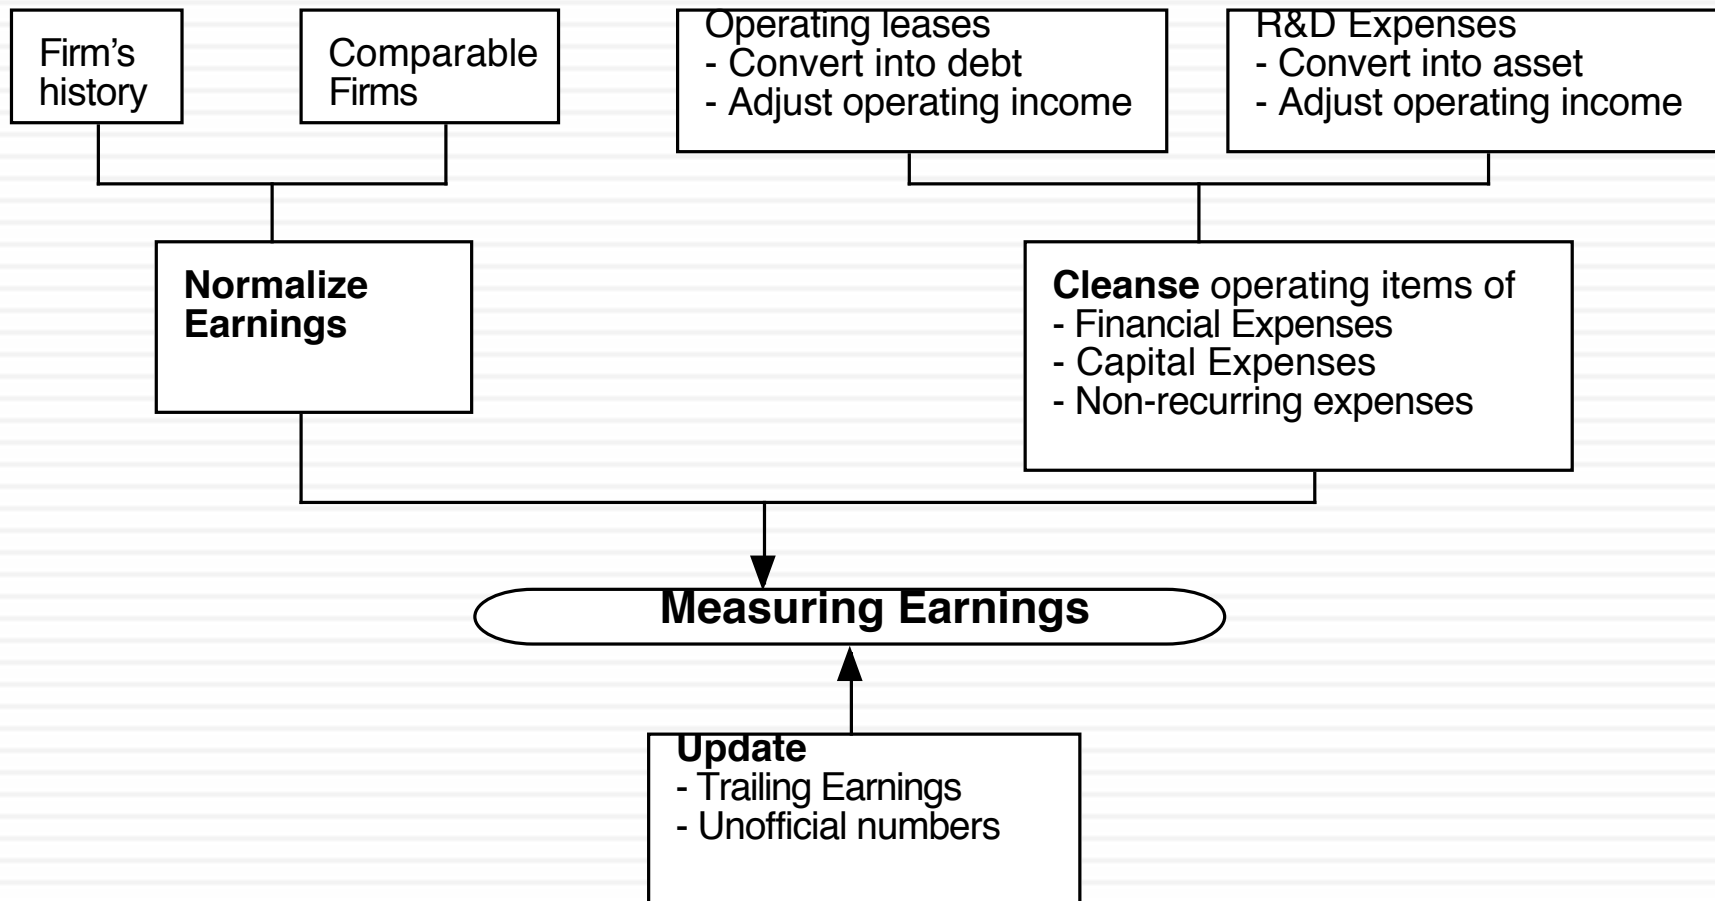 Firm’s
history
Comparable
Firms
Operating leases
- Convert into debt
- Adjust operating income
R&D Expenses
- Convert into asset
- Adjust operating income
Normalize
Earnings
Cleanse operating items of
- Financial Expenses
- Capital Expenses
- Non-recurring expenses
Measuring Earnings
Update
- Trailing Earnings
- Unofficial numbers